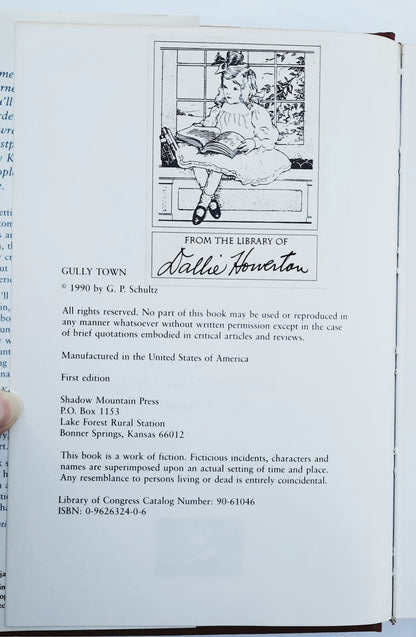 FROM THE LIBRARY OF
Dallie Howerton
GULLY TOWN
© 1990 by G. P. Schultz
All rights reserved. No part of this book may be used or reproduced in
any manner whatsoever without written permission except in the case
of brief quotations embodied in critical articles and reviews.
Manufactured in the United States of America
First edition
Shadow Mountain Press
P.O. Box 1153
Lake Forest Rural Station
Bonner Springs, Kansas 66012
This book is a work of fiction. Ficticious incidents, characters and
names are superimposed upon an actual setting of time and place.
Any resemblance to persons living or dead is entirely coincidental.
Library of Congress Catalog Number: 90-61046
ISBN: 0-9626324-0-6